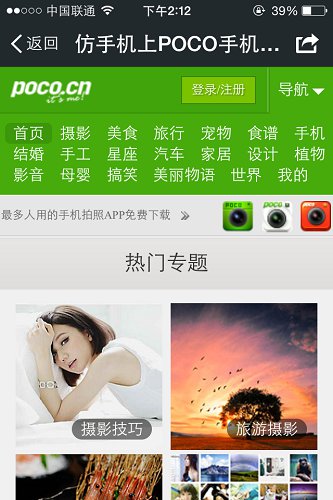 中国联通 下午2:12 39%
返回 仿手机上POCO手机...
poco.cn
it's me!
登录/注册 导航
首页 摄影 美食 旅行 宠物 食谱 手机
结婚 手工 星座 汽车 家居 设计 植物
影音 母婴 搞笑 美丽物语 世界 我的
最多人用的手机拍照APP免费下载 >>
POCO poco poco
热门专题
摄影技巧 旅游摄影